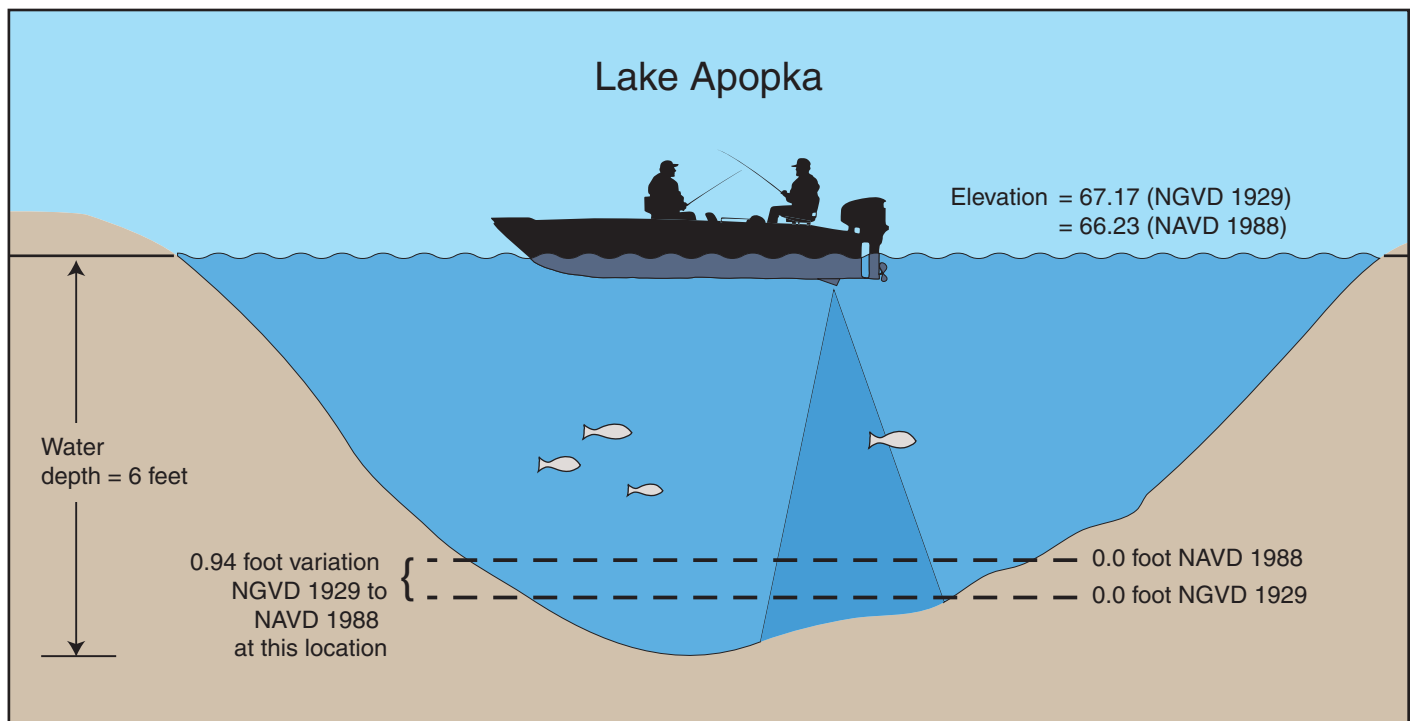 Lake Apopka
Elevation = 67.17 (NGVD 1929)
= 66.23 (NAVD 1988)
Water
depth = 6 feet
0.94 foot variation
NGVD 1929 to
NAVD 1988
at this location
{
0.0 foot NAVD 1988
0.0 foot NGVD 1929